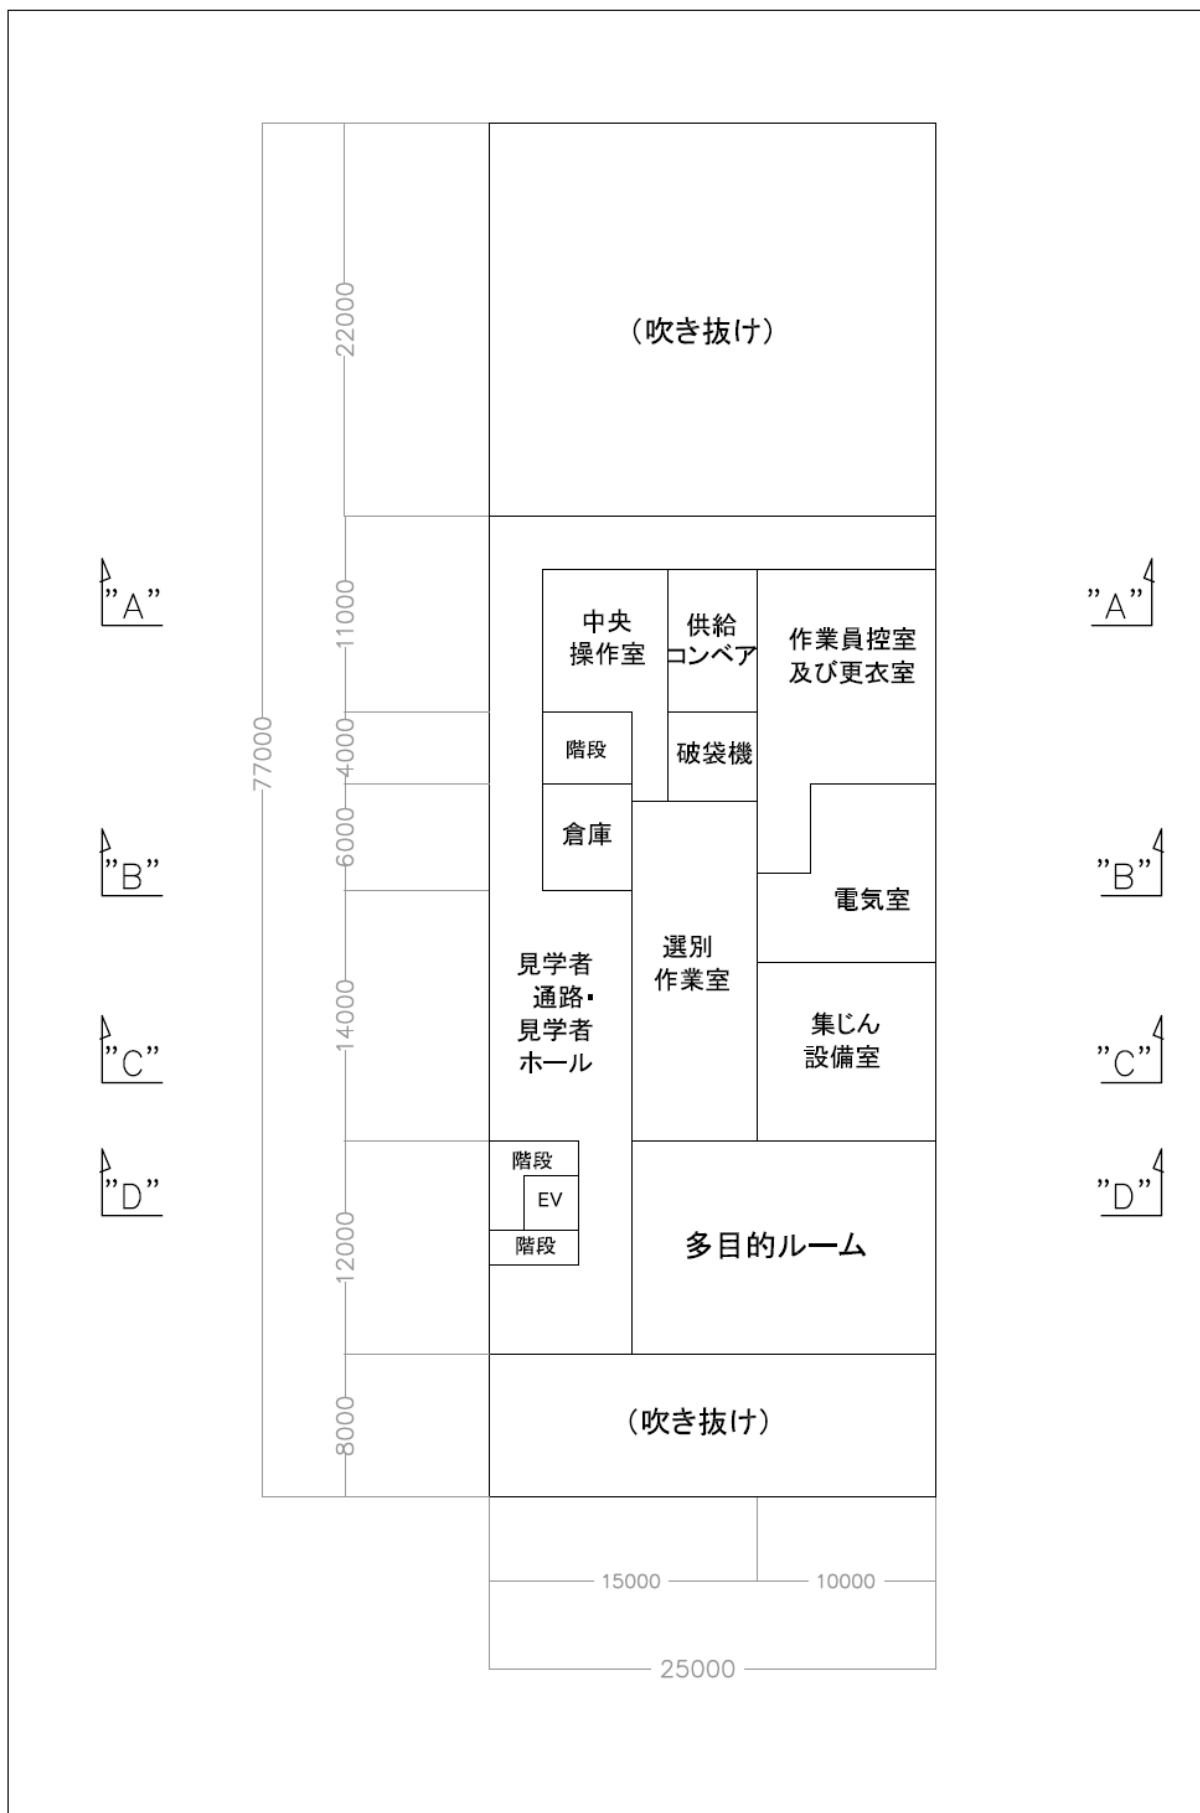 22000
(吹き抜け)
11000
"A"
"A"
中央
操作室
供給
コンベア
作業員控室
及び更衣室
77000
4000
階段
破袋機
6000
倉庫
"B"
"B"
電気室
選別
作業室
見学者
通路・
見学者
ホール
14000
集じん
設備室
"C"
"C"
階段
"D"
EV
"D"
階段
12000
多目的ルーム
8000
(吹き抜け)
15000
10000
25000